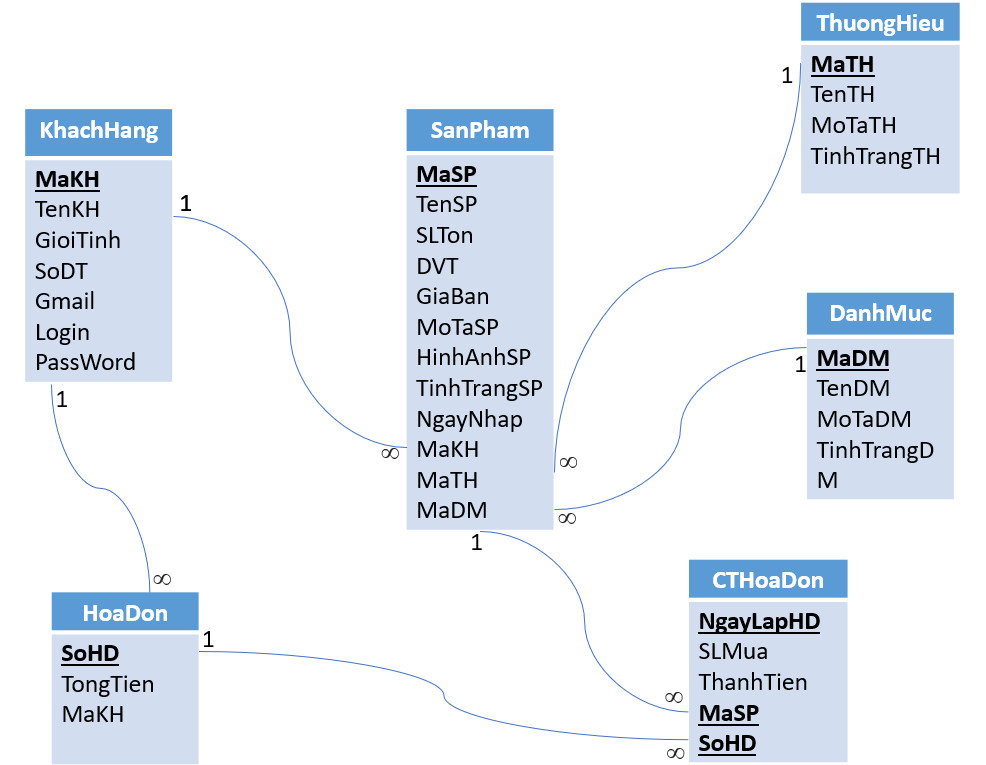 ThuongHieu
MaTH
TenTH
MoTaTH
TinhTrangTH
1
KhachHang
MaKH
TenKH
GioiTinh
SoDT
Gmail
Login
PassWord
1
1
SanPham
MaSP
TenSP
SLTon
DVT
GiaBan
MoTaSP
HinhAnhSP
TinhTrangSP
NgayNhap
MaKH
MaTH
MaDM
∞
∞
∞
1
DanhMuc
MaDM
TenDM
MoTaDM
TinhTrangD
M
1
∞
HoaDon
SoHD
TongTien
MaKH
1
CTHoaDon
NgayLapHD
SLMua
ThanhTien
MaSP
SoHD
∞
∞